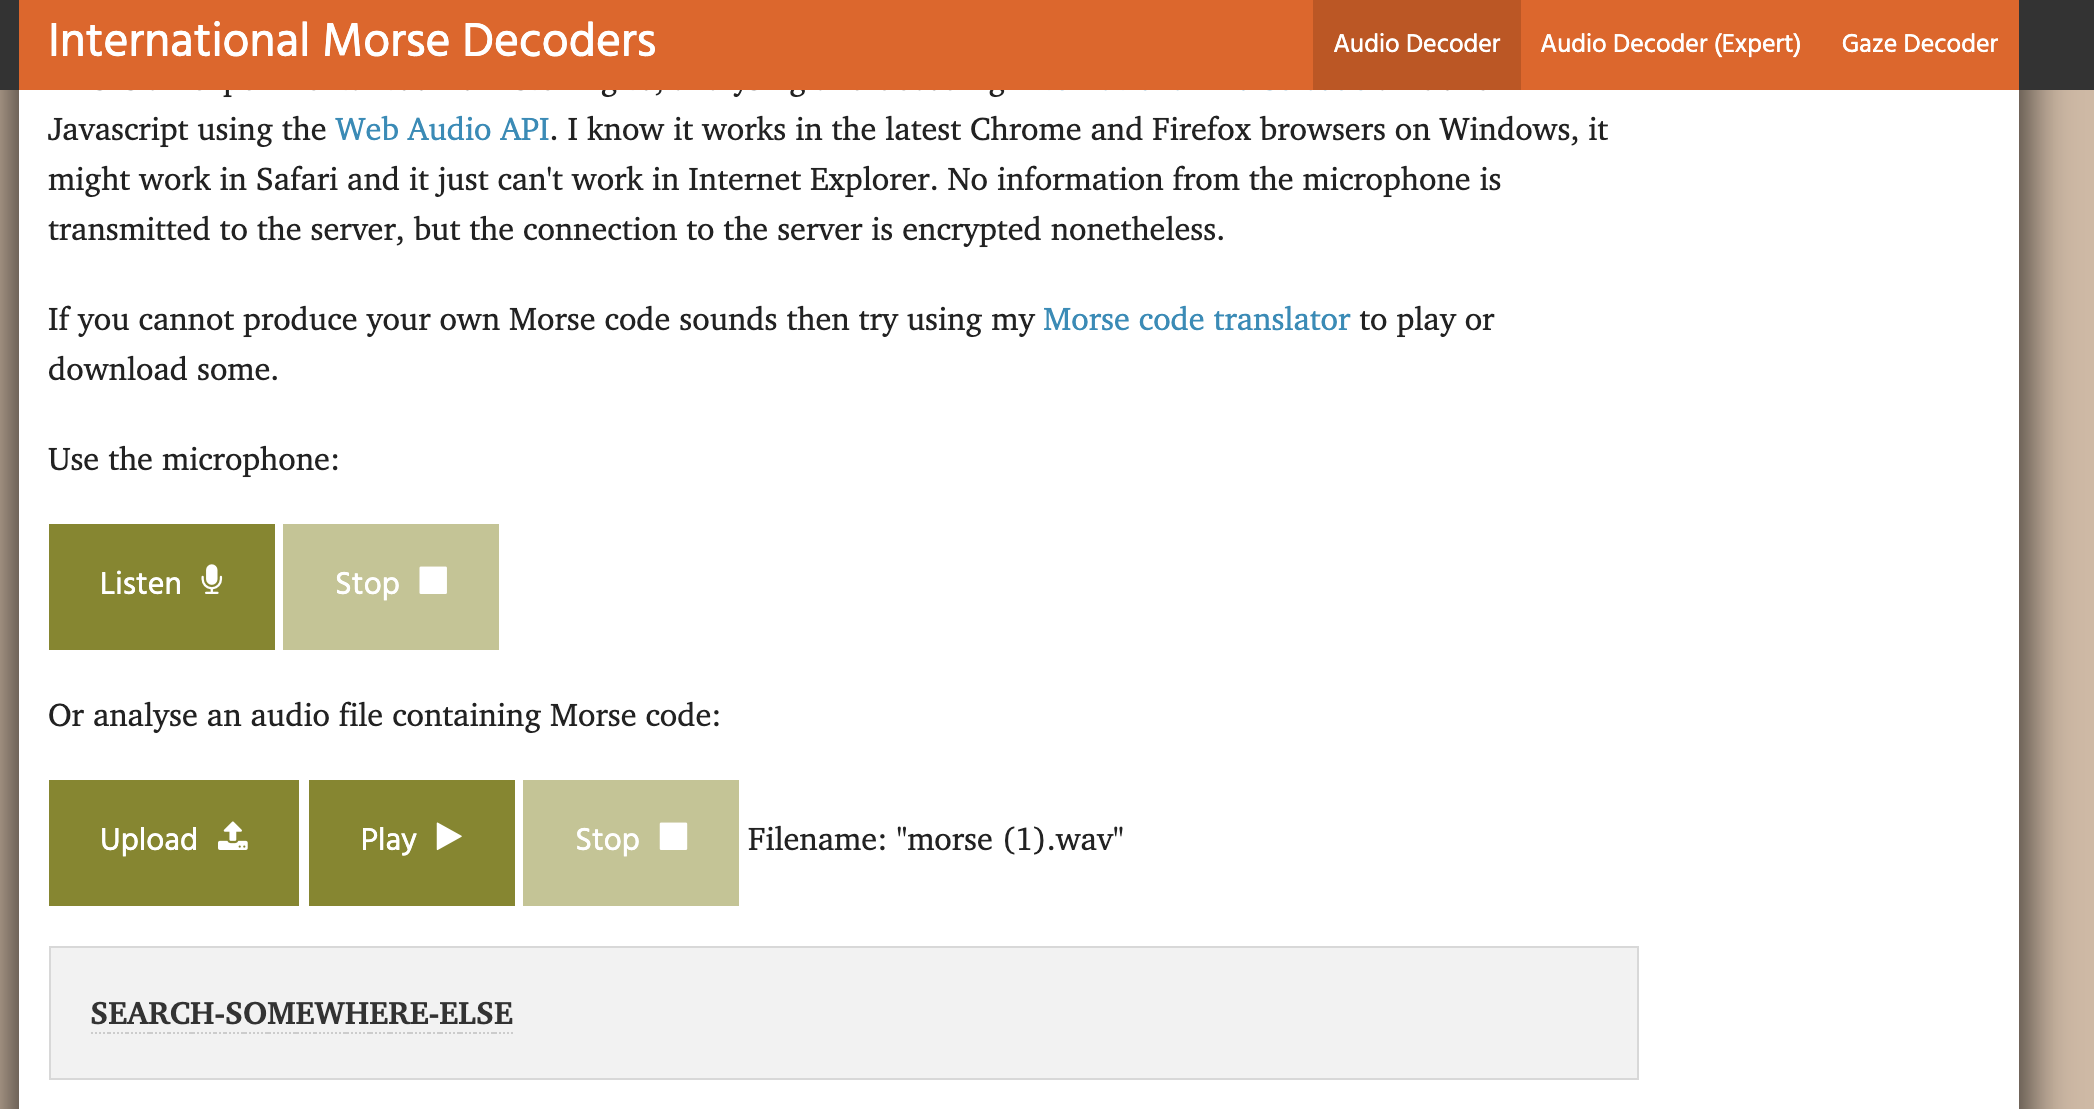 International Morse Decoders
Audio Decoder
Audio Decoder (Expert)
Gaze Decoder
Javascript using the Web Audio API. I know it works in the latest Chrome and Firefox browsers on Windows, it
might work in Safari and it just can't work in Internet Explorer. No information from the microphone is
transmitted to the server, but the connection to the server is encrypted nonetheless.
If you cannot produce your own Morse code sounds then try using my Morse code translator to play or
download some.
Use the microphone:
Listen
Stop
Or analyse an audio file containing Morse code:
Upload
Play
Stop
Filename: "morse (1).wav"
SEARCH-SOMEWHERE-ELSE